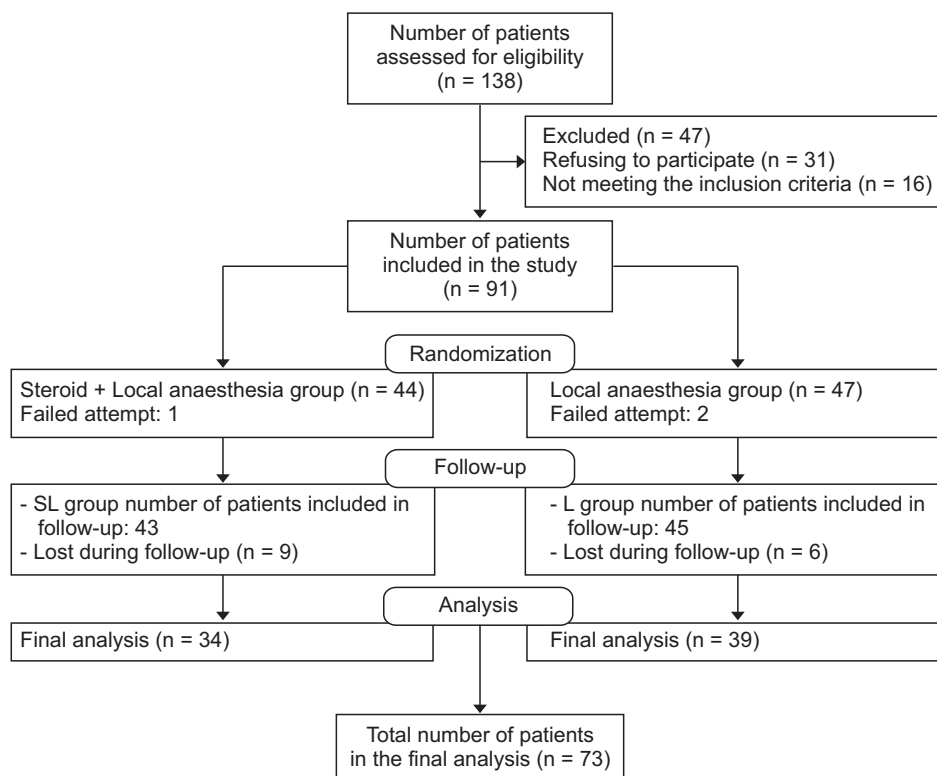 Number of patients
assessed for eligibility
(n = 138)
Excluded (n = 47)
Refusing to participate (n = 31)
Not meeting the inclusion criteria (n = 16)
Number of patients
included in the study
(n = 91)
Randomization
Steroid + Local anaesthesia group (n = 44)
Failed attempt: 1
Local anaesthesia group (n = 47)
Failed attempt: 2
Follow-up
- SL group number of patients included in
follow-up: 43
- Lost during follow-up (n = 9)
- L group number of patients included in
follow-up: 45
- Lost during follow-up (n = 6)
Analysis
Final analysis (n = 34)
Final analysis (n = 39)
Total number of patients
in the final analysis (n = 73)